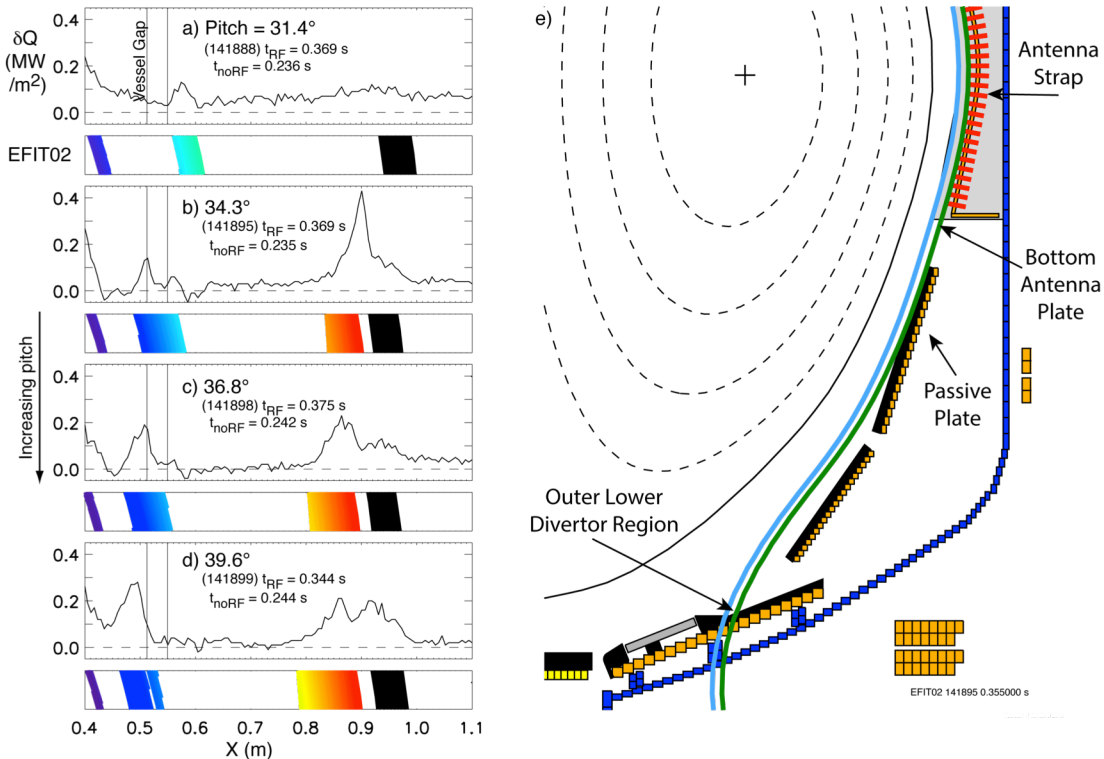 0.4
δQ
(MW
/m²)
0.2
0.0
Vessel Gap
a) Pitch = 31.4°
(141888) tRF = 0.369 s
tnoRF = 0.236 s
EFIT02
0.4
0.2
0.0
b) 34.3°
(141895) tRF = 0.369 s
tnoRF = 0.235 s
Increasing pitch
0.4
0.2
0.0
c) 36.8°
(141898) tRF = 0.375 s
tnoRF = 0.242 s
0.4
0.2
0.0
d) 39.6°
(141899) tRF = 0.344 s
tnoRF = 0.244 s
0.4 0.5 0.6 0.7 0.8 0.9 1.0 1.1
X (m)
e)
Antenna
Strap
Bottom
Antenna
Plate
Passive
Plate
Outer Lower
Divertor Region
EFIT02 141895 0.355000 s